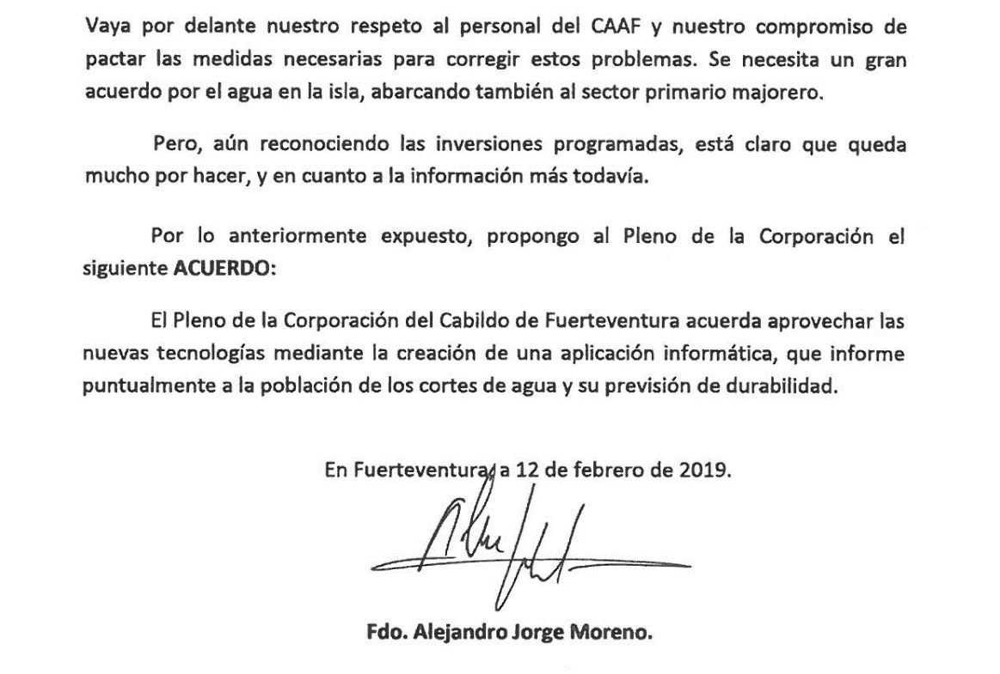 Vaya por delante nuestro respeto al personal del CAAF y nuestro compromiso de
pactar las medidas necesarias para corregir estos problemas. Se necesita un gran
acuerdo por el agua en la isla, abarcando también al sector primario majorero.
Pero, aún reconociendo las inversiones programadas, está claro que queda
mucho por hacer, y en cuanto a la información más todavía.
Por lo anteriormente expuesto, propongo al Pleno de la Corporación el
siguiente ACUERDO:
El Pleno de la Corporación del Cabildo de Fuerteventura acuerda aprovechar las
nuevas tecnologías mediante la creación de una aplicación informática, que informe
puntualmente a la población de los cortes de agua y su previsión de durabilidad.
En Fuerteventura, a 12 de febrero de 2019.
Fdo. Alejandro Jorge Moreno.